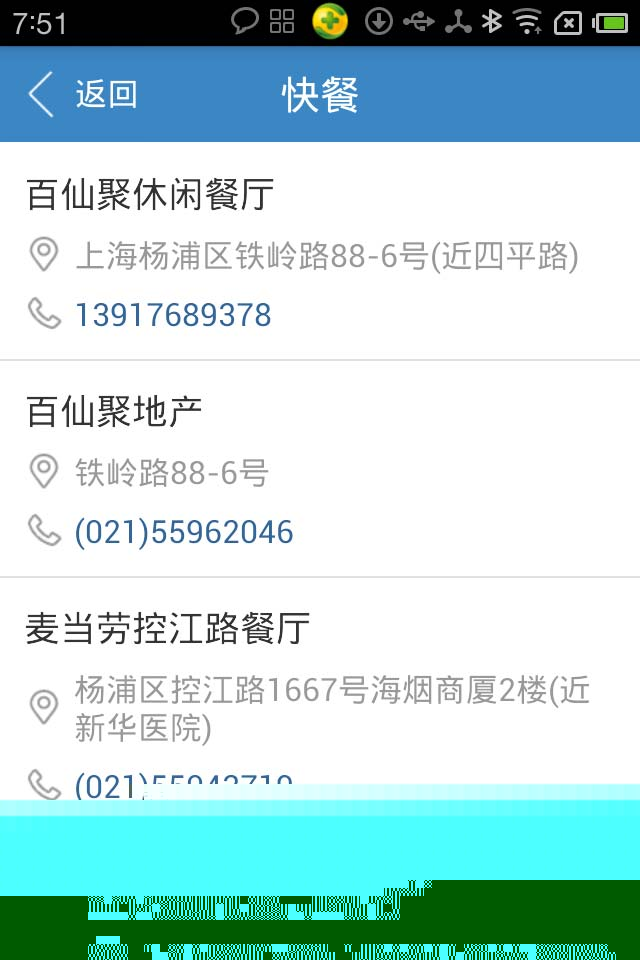 7:51
返回
快餐
百仙聚休闲餐厅
上海杨浦区铁岭路88-6号(近四平路)
13917689378
百仙聚地产
铁岭路88-6号
(021)55962046
麦当劳控江路餐厅
杨浦区控江路1667号海烟商厦2楼(近
新华医院)
(021)